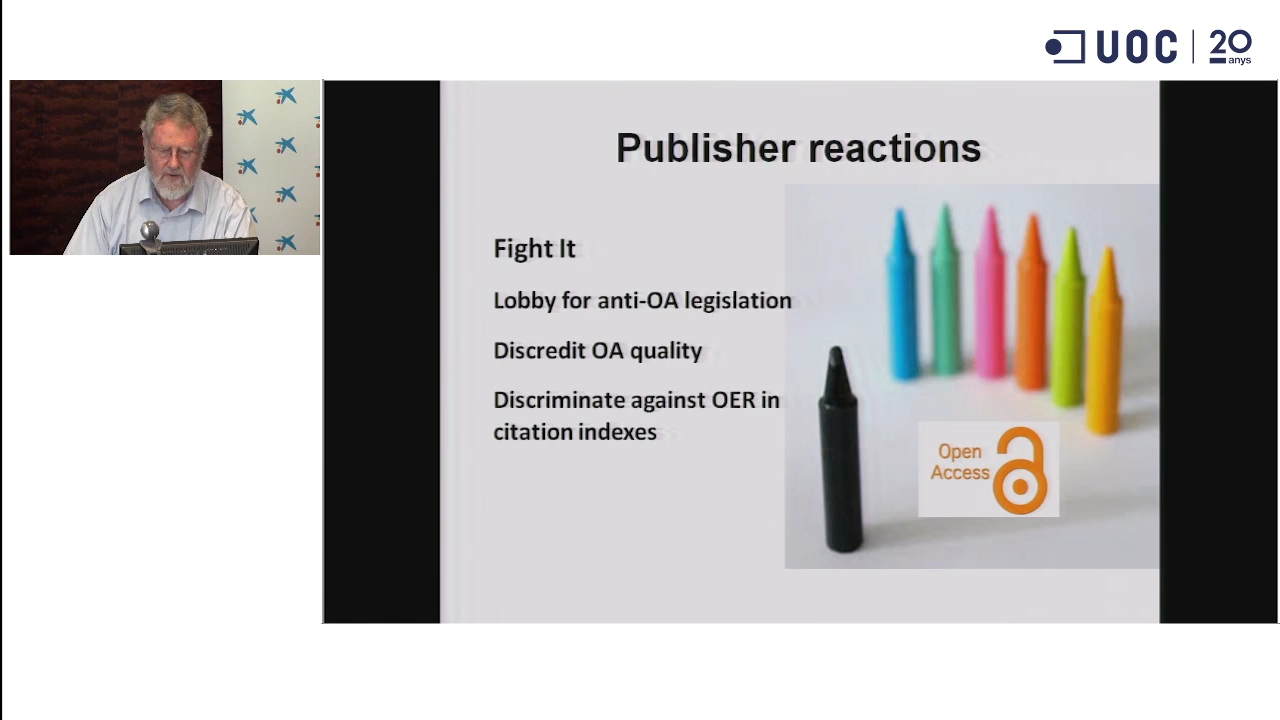 UOC
20
anys
Publisher reactions
Fight It
Lobby for anti-OA legislation
Discredit OA quality
Discriminate against OER in
citation indexes
Open
Access